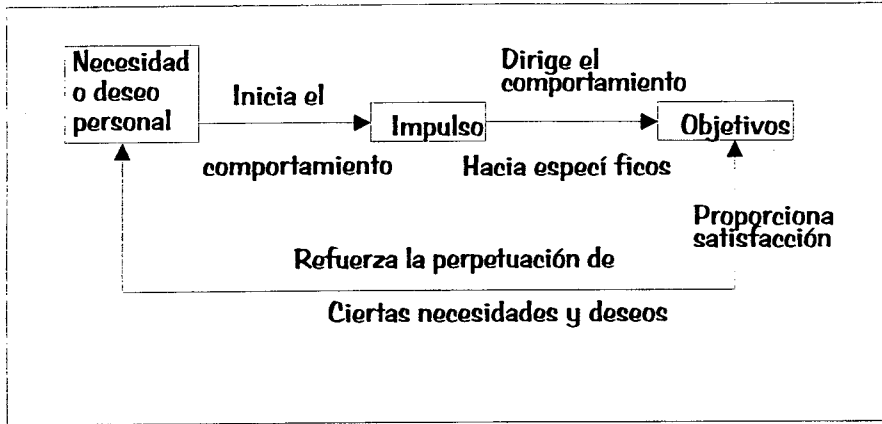 Necesidad
o deseo
personal
Inicia el
comportamiento
Impulso
Dirige el
comportamiento
Hacia especí ficos
Objetivos
Proporciona
satisfacción
Refuerza la perpetuación de
Ciertas necesidades y deseos